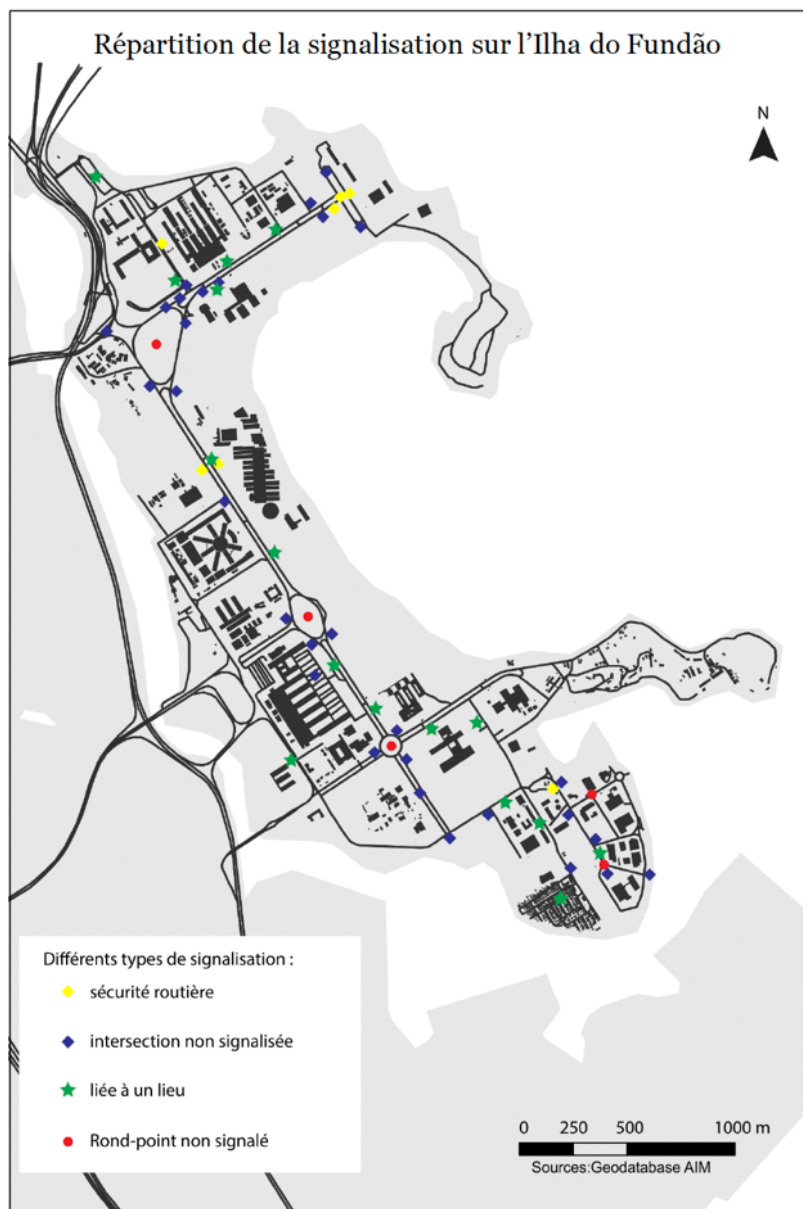 Répartition de la signalisation sur l'Ilha do Fundão
N
Différents types de signalisation :
sécurité routière
intersection non signalisée
liée à un lieu
Rond-point non signalé
0 250 500 1000 m
Sources:Geodatabase AIM